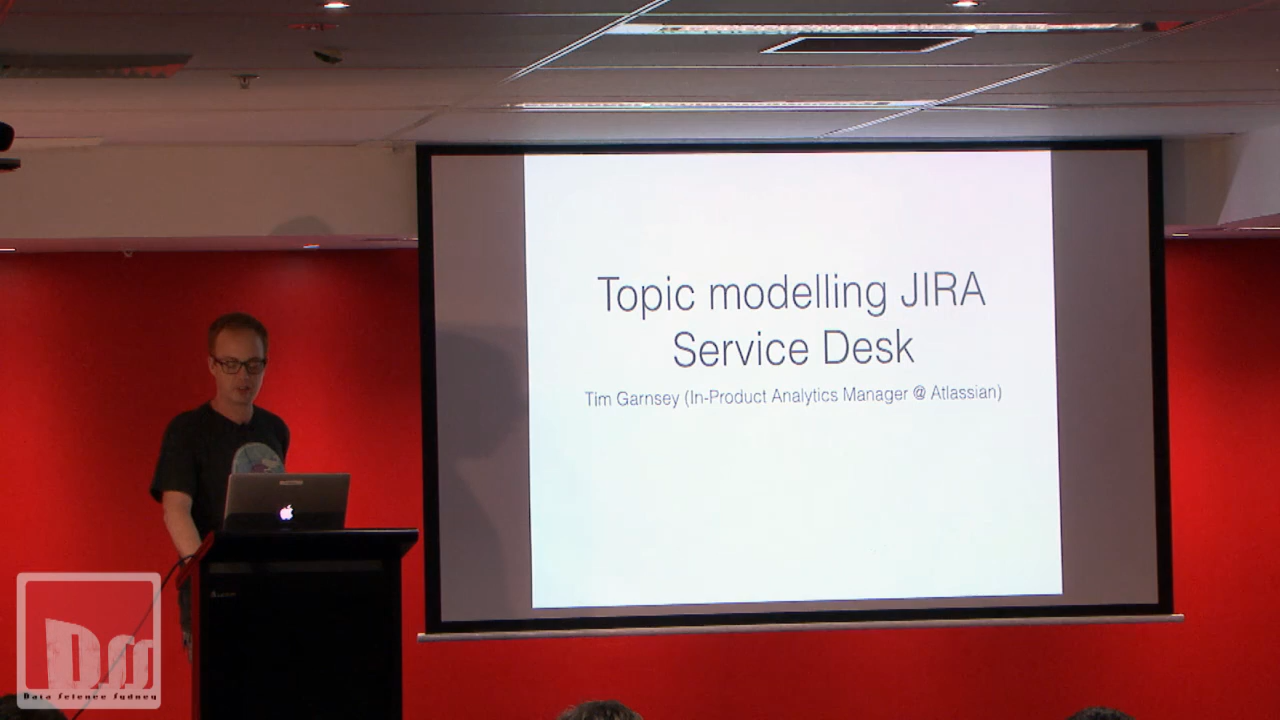 Topic modelling JIRA
Service Desk
Tim Garnsey (In-Product Analytics Manager @ Atlassian)
Data Science Sydney